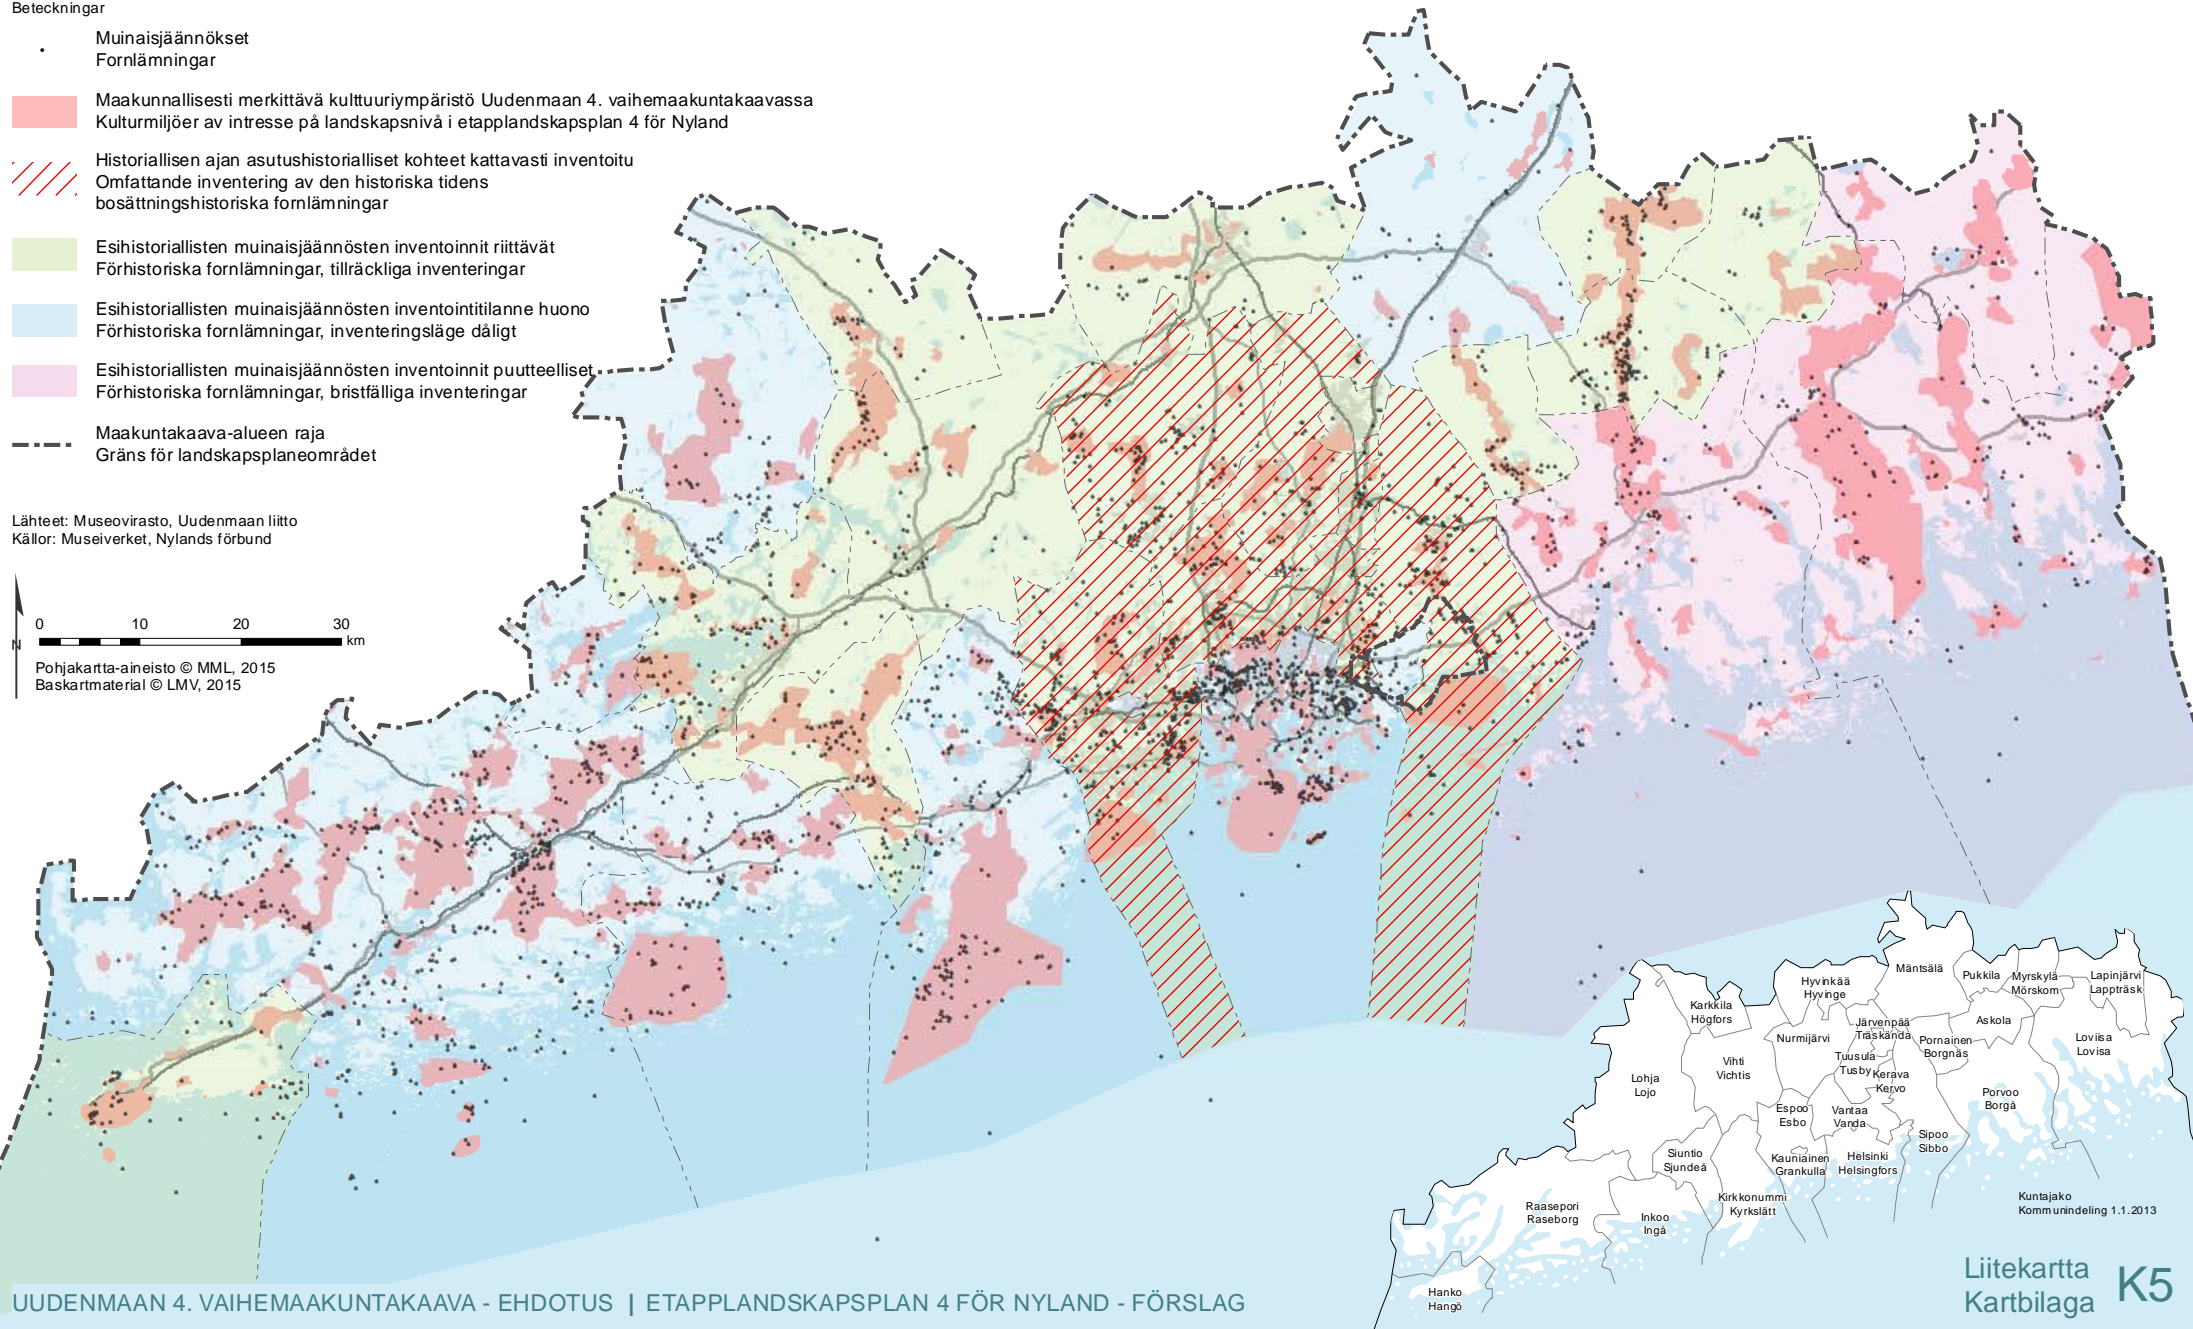 Beteckningar
Muinaisjäännökset
Fornlämningar
Maakunnallisesti merkittävä kulttuuriympäristö Uudenmaan 4. vaihemaakuntakaavassa
Kulturmiljöer av intresse på landskapsnivå i etapplandskapsplan 4 för Nyland
Historiallisen ajan asutushistorialliset kohteet kattavasti inventoitu
Omfattande inventering av den historiska tidens
bosättningshistoriska fornlämningar
Esihistoriallisten muinaisjäännösten inventoinnit riittävät
Förhistoriska fornlämningar, tillräckliga inventeringar
Esihistoriallisten muinaisjäännösten inventointitilanne huono
Förhistoriska fornlämningar, inventeringsläge dåligt
Esihistoriallisten muinaisjäännösten inventoinnit puutteelliset
Förhistoriska fornlämningar, bristfälliga inventeringar
Maakuntakaava-alueen raja
Gräns för landskapsplaneområdet
Lähteet: Museovirasto, Uudenmaan liitto
Källor: Museiverket, Nylands förbund
0 10 20 30
km
N
Pohjakartta-aineisto © MML, 2015
Baskartmaterial © LMV, 2015
Mäntsälä
Pukkila
Myrskylä
Mörskom
Lapinjärvi
Lappträsk
Hyvinkää
Hyvinge
Karkkila
Högfors
Askola
Järvenpää
Träskända
Nurmijärvi
Pornainen
Borgnäs
Loviisa
Lovisa
Tuusula
Tusby
Kerava
Kervo
Vihti
Vichtis
Lohja
Lojo
Porvoo
Borgå
Espoo
Esbo
Vantaa
Vanda
Sipoo
Sibbo
Siuntio
Sjundeå
Kauniainen
Grankulla
Helsinki
Helsingfors
Kirkkonummi
Kyrkslätt
Raasepori
Raseborg
Inkoo
Ingå
Hanko
Hangö
Kuntajako
Kommunindeling 1.1.2013
Liitekartta
Kartbilaga
K5
UUDENMAAN 4. VAIHEMAAKUNTAKAAVA - EHDOTUS | ETAPPLANDSKAPSPLAN 4 FÖR NYLAND - FÖRSLAG